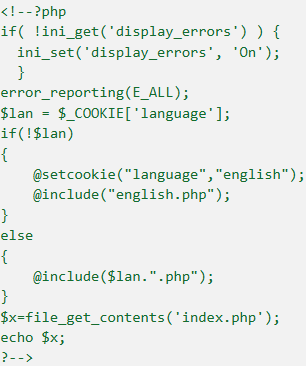 <!--?php
if( !ini_get('display_errors') ) {
  ini_set('display_errors', 'On');
  }
error_reporting(E_ALL);
$lan = $_COOKIE['language'];
if(!$lan)
{
    @setcookie("language","english");
    @include("english.php");
}
else
{
    @include($lan.".php");
}
$x=file_get_contents('index.php');
echo $x;
?-->